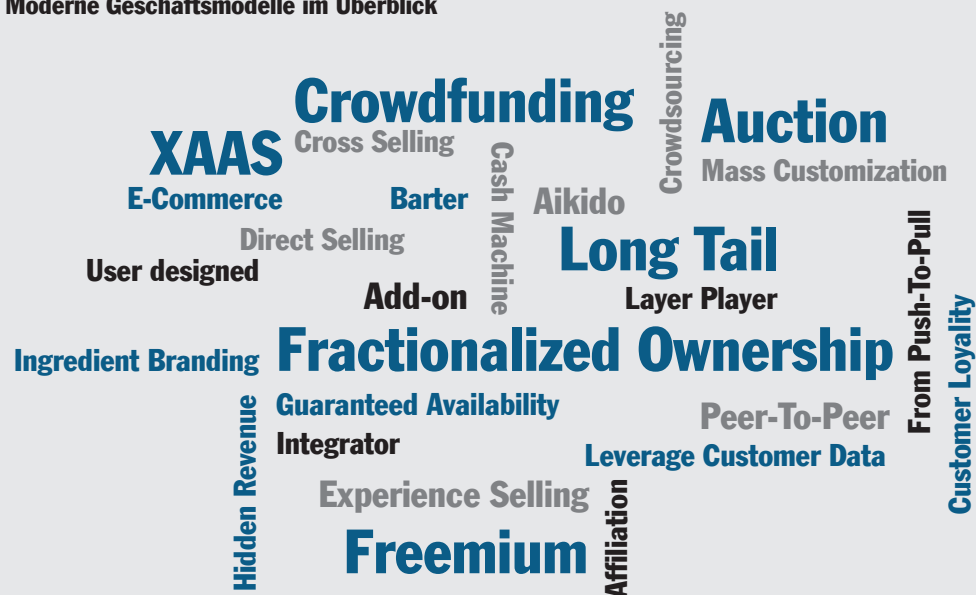 Moderne Geschäftsmodelle im Überblick
Crowdfunding
Crowdsourcing
Auction
XAAS
Cross Selling
Cash Machine
Mass Customization
E-Commerce
Barter
Aikido
Direct Selling
Long Tail
From Push-To-Pull
User designed
Add-on
Layer Player
Customer Loyality
Ingredient Branding
Fractionalized Ownership
Hidden Revenue
Guaranteed Availability
Peer-To-Peer
Integrator
Leverage Customer Data
Experience Selling
Affiliation
Freemium